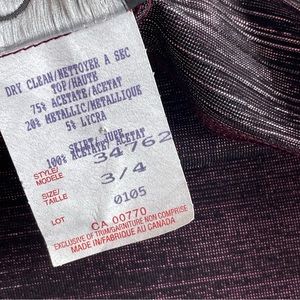 DRY CLEAN/NETTOYER A SEC
TOP/HAUTH
75% ACETATE/ACETAT
20% METALLIC/METALLIQUE
5% LYCRA
SKIRT/JUPE
100% ACETATE/ ACETAT
STYLE/ MODELE 34762
SIZE/ TAILLE 3/4
LOT 0105
CA 00770
EXCLUSIVE OF TRIM/GARNITURE NON COMPRISE
MADE IN/FABRIQUE AU CANADA